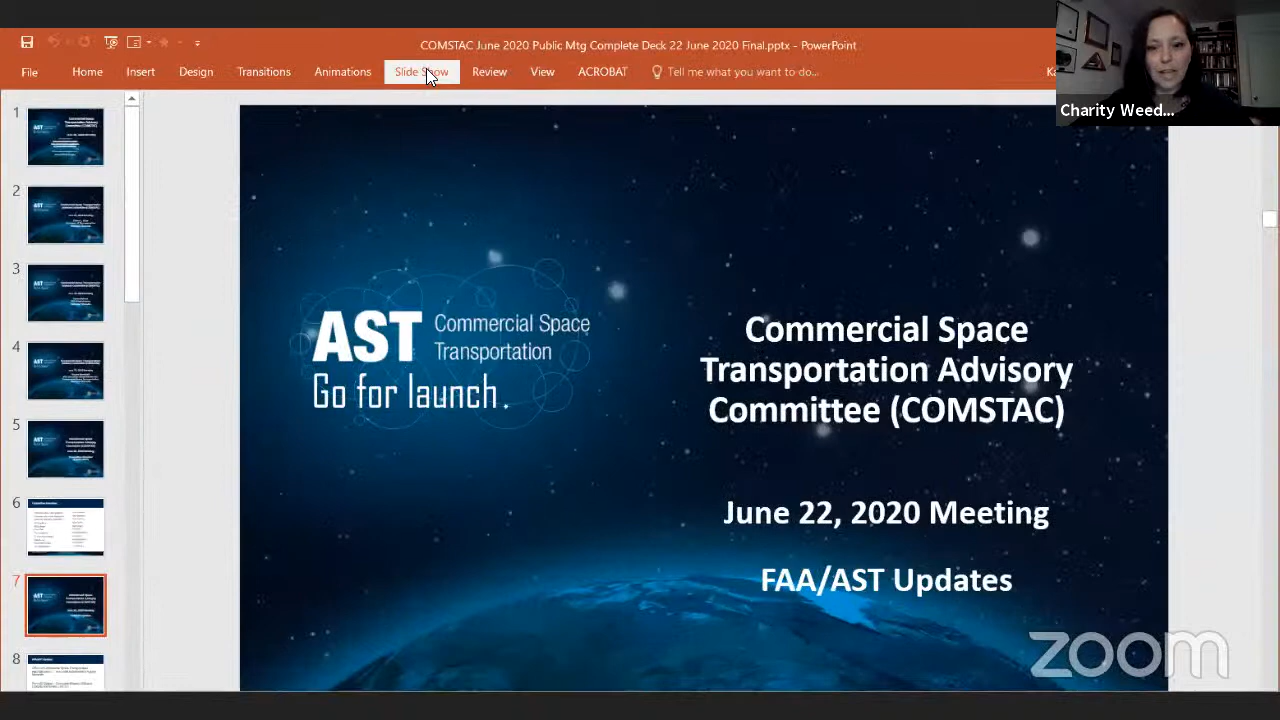 COMSTAC June 2020 Public Mtg Complete Deck 22 June 2020 Final.pptx - PowerPoint
File Home Insert Design Transitions Animations Slide Show Review View ACROBAT Tell me what you want to do...
Charity Weed...
1
2
3
4
5
6
7
8
AST Commercial Space
Transportation
Go for launch.
Commercial Space
Transportation Advisory
Committee (COMSTAC)
June 22, 2020 Meeting
FAA/AST Updates
zoom